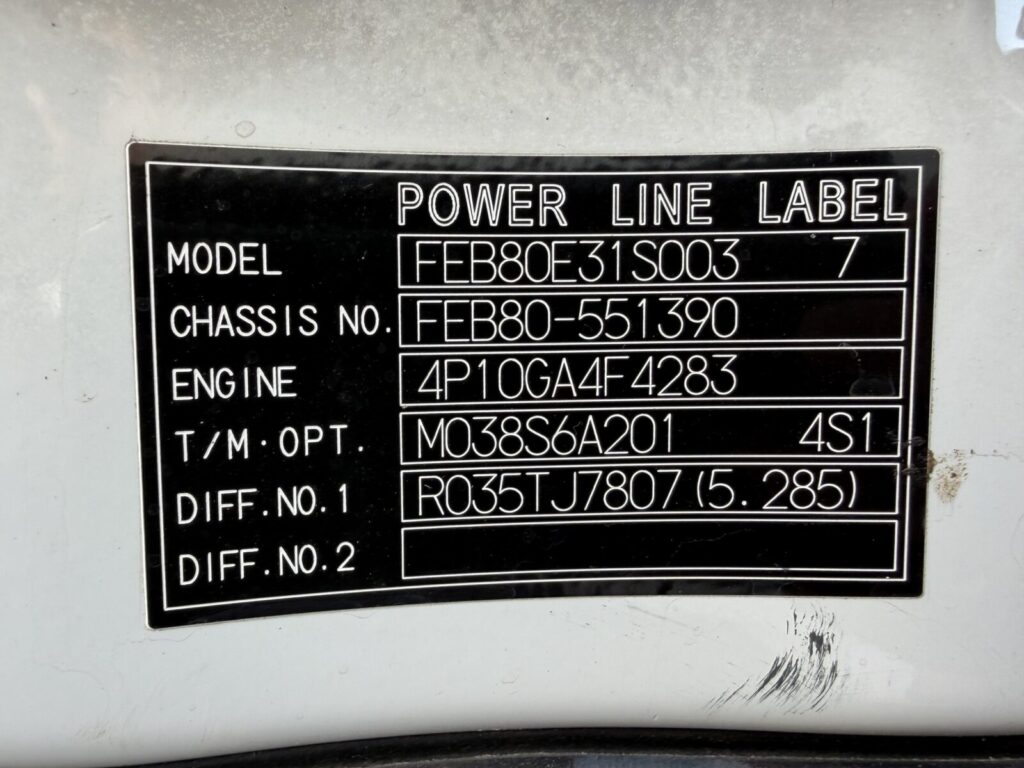 POWER LINE LABEL
MODEL FEB80E31S003 7
CHASSIS NO. FEB80-551390
ENGINE 4P10GA4F4283
T/M·OPT. M038S6A201 4S1
DIFF.NO.1 R035TJ7807(5.285)
DIFF.NO.2